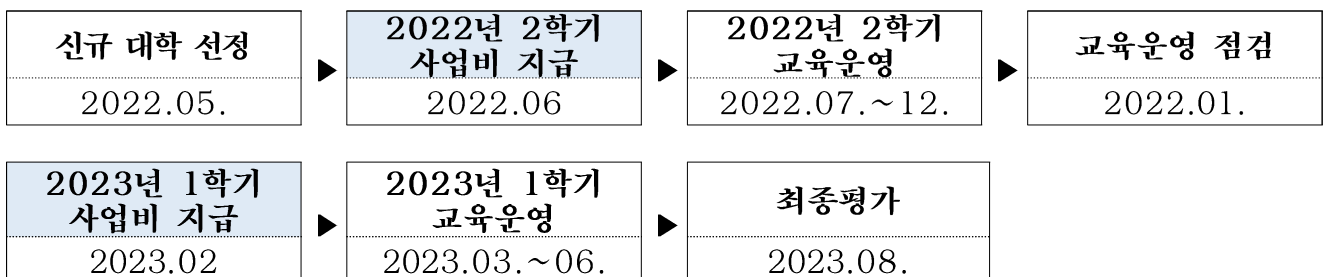 신규 대학 선정
2022.05.
2022년 2학기
사업비 지급
2022.06
2022년 2학기
교육운영
2022.07.~12.
교육운영 점검
2022.01.
2023년 1학기
사업비 지급
2023.02
2023년 1학기
교육운영
2023.03.~06.
최종평가
2023.08.